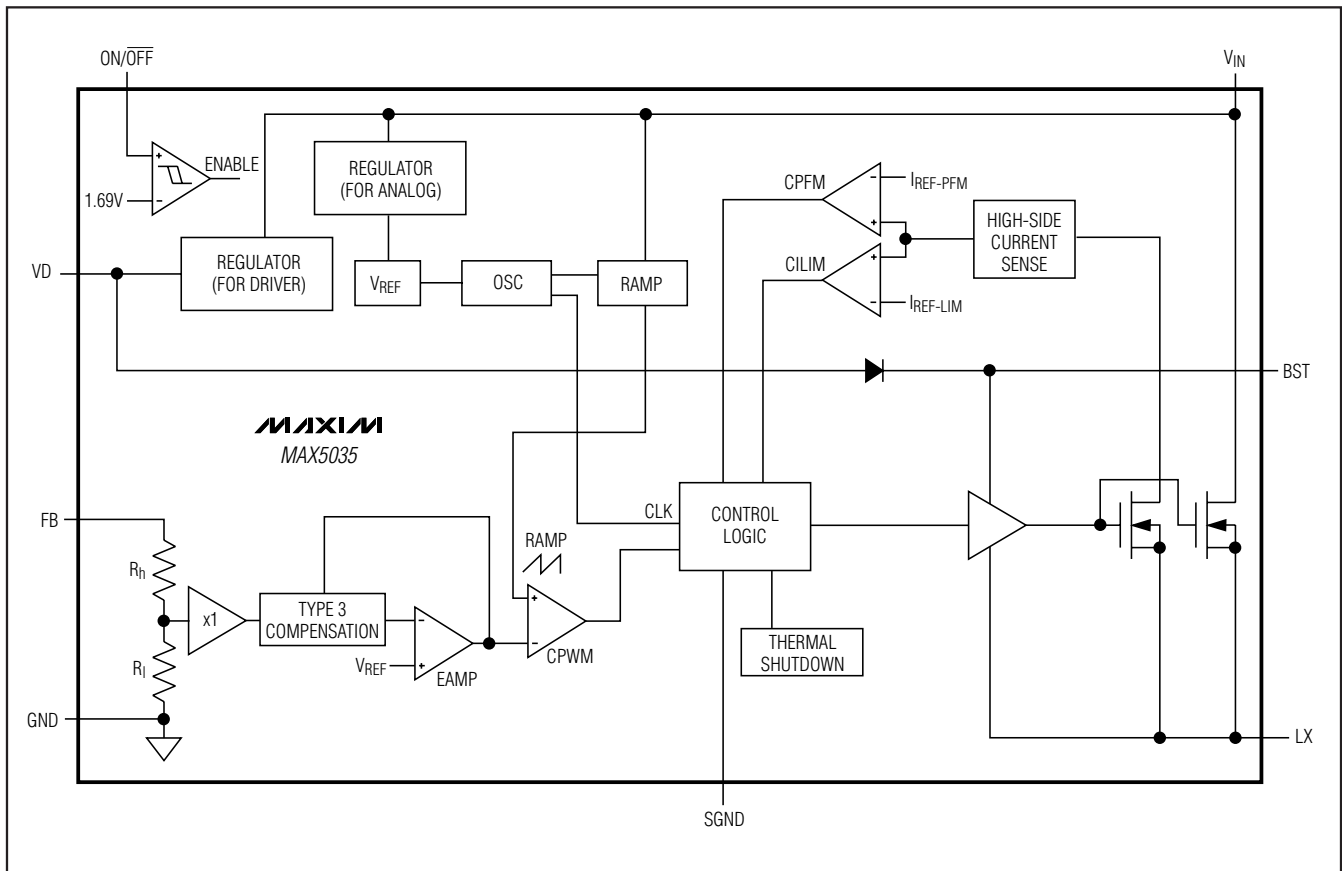 ON/OFF
VIN
ENABLE
1.69V
REGULATOR
(FOR ANALOG)
REGULATOR
(FOR DRIVER)
VD
VREF
OSC
RAMP
CPFM
IREF-PFM
CILIM
IREF-LIM
HIGH-SIDE
CURRENT
SENSE
BST
MAXIM
MAX5035
FB
Rh
Rl
x1
TYPE 3
COMPENSATION
VREF
EAMP
RAMP
CPWM
CLK
CONTROL
LOGIC
THERMAL
SHUTDOWN
GND
LX
SGND